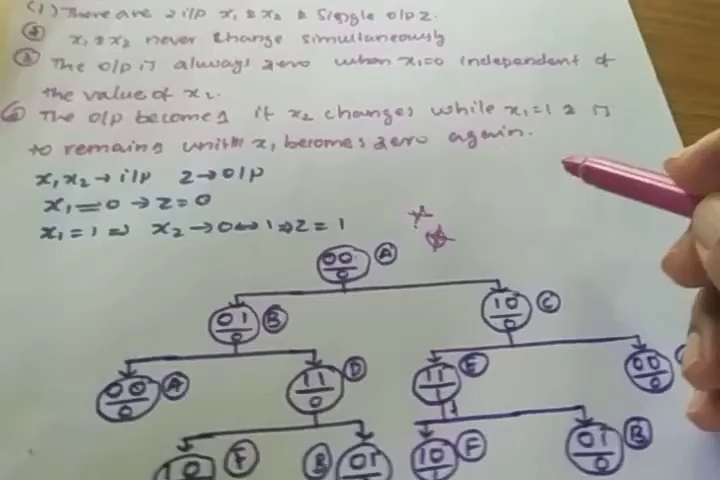 (1) There are 2 i/p x₁ & x₂ & single o/p z.
② x₁ & x₂ never change simultaneously
③ The o/p is always zero when x₁=0 independent of
the value of x₂.
④ The o/p becomes 1 if x₂ changes while x₁=1 & is
to remaining until x₁ becomes zero again.
x₁, x₂ → i/p z → o/p
x₁ = 0 → z = 0
x₁ = 1 ⇒ x₂ → 0 ↔ 1 ⇒ z = 1
00/0 A
01/0 B 10/0 C
00/0 A 11/0 D 11 E 00/0
10 F B 01 10 F 01/0 B